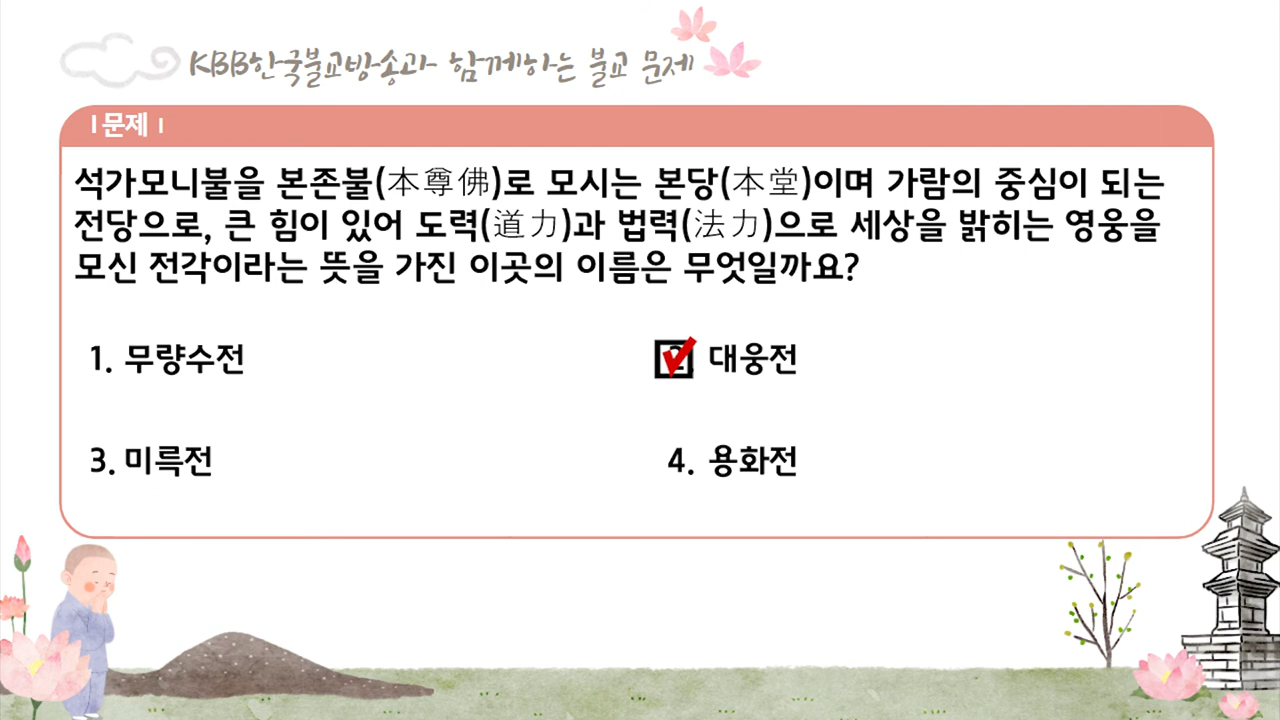 KBB한국불교방송과 함께하는 불교 문제
| 문제 |
석가모니불을 본존불(本尊佛)로 모시는 본당(本堂)이며 가람의 중심이 되는
전당으로, 큰 힘이 있어 도력(道力)과 법력(法力)으로 세상을 밝히는 영웅을
모신 전각이라는 뜻을 가진 이곳의 이름은 무엇일까요?
1. 무량수전
대웅전
3. 미륵전
4. 용화전